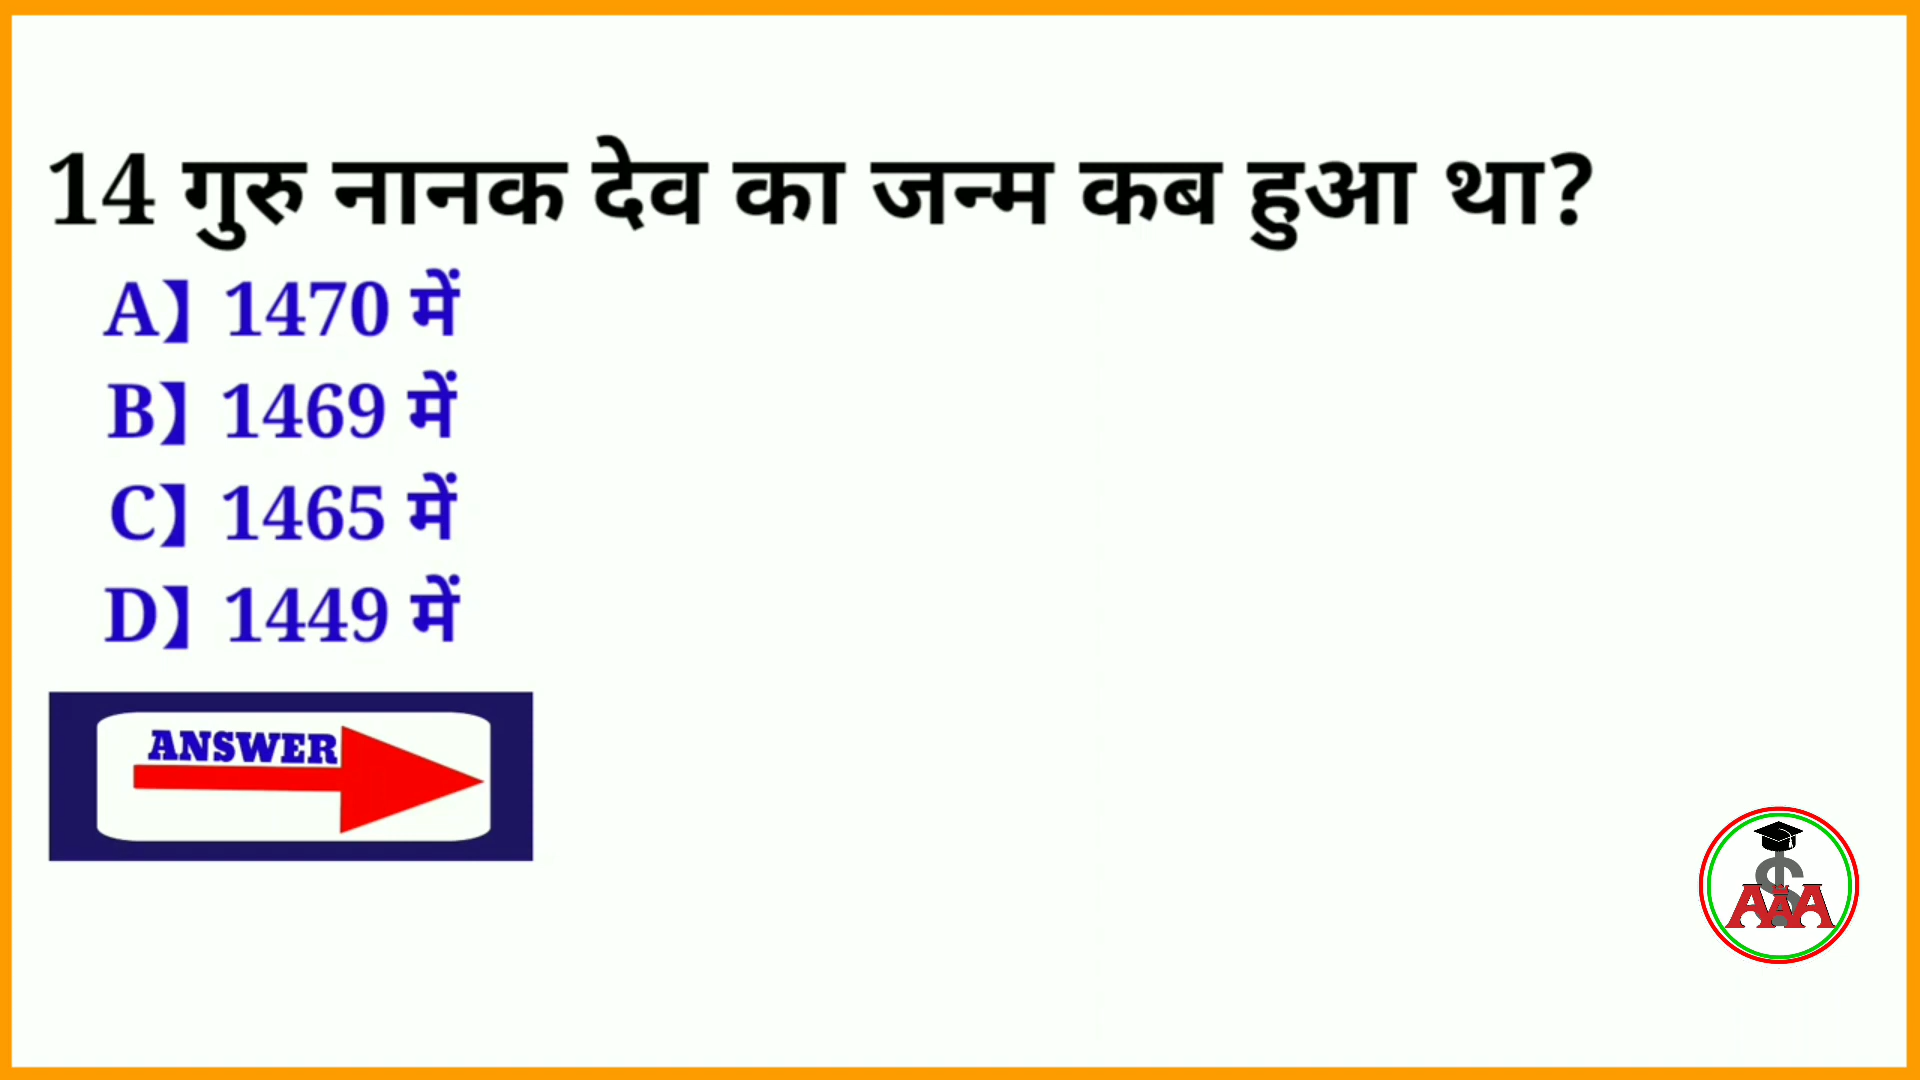 14 गुरु नानक देव का जन्म कब हुआ था?
A】 1470 में
B】 1469 में
C】 1465 में
D】 1449 में
ANSWER